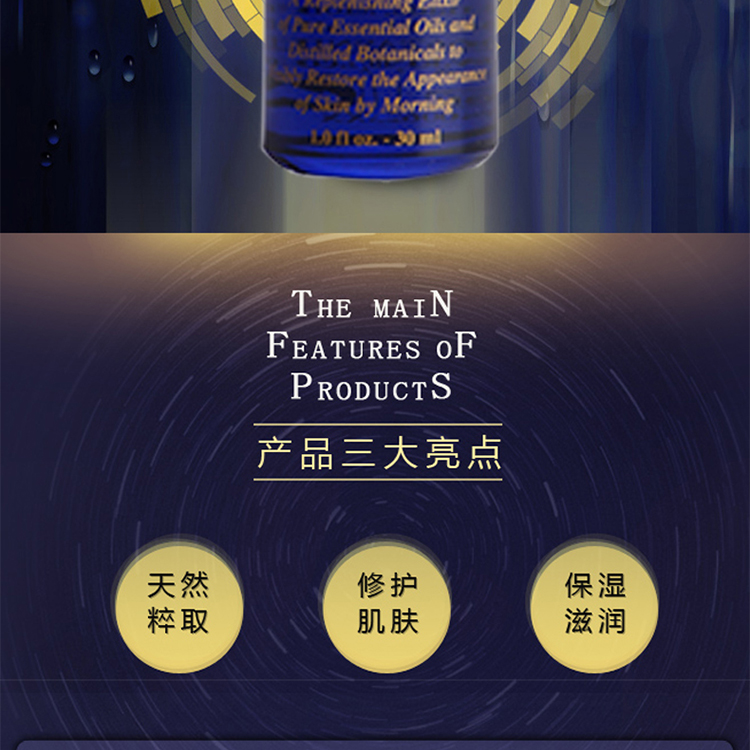 A Replenishing Elixir
of Pure Essential Oils and
Distilled Botanicals to
Restore the Appearance
of Skin by Morning
1.0 fl oz. - 30 ml
THE MAIN
FEATURES OF
PRODUCTS
产品三大亮点
天然
粹取
修护
肌肤
保湿
滋润